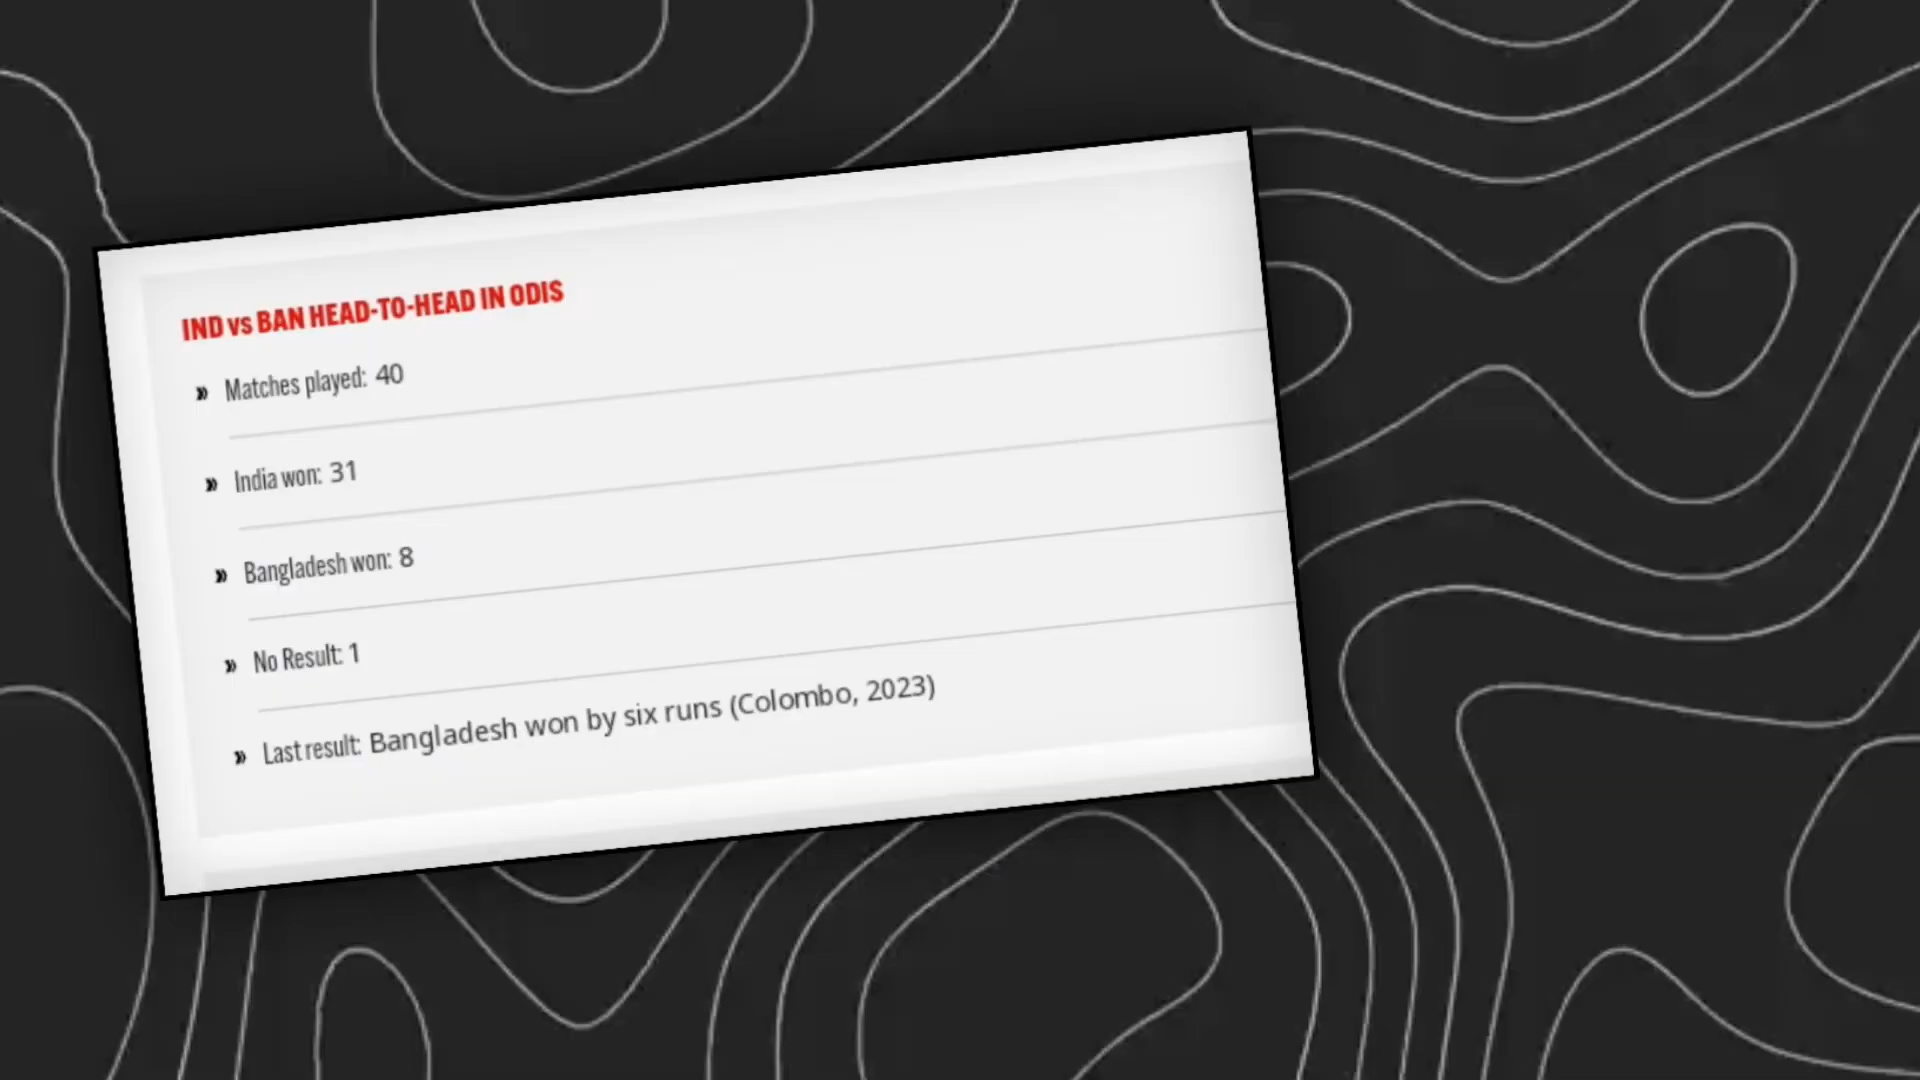 IND vs BAN HEAD-TO-HEAD IN ODIS
» Matches played: 40
» India won: 31
» Bangladesh won: 8
» No Result: 1
» Last result: Bangladesh won by six runs (Colombo, 2023)